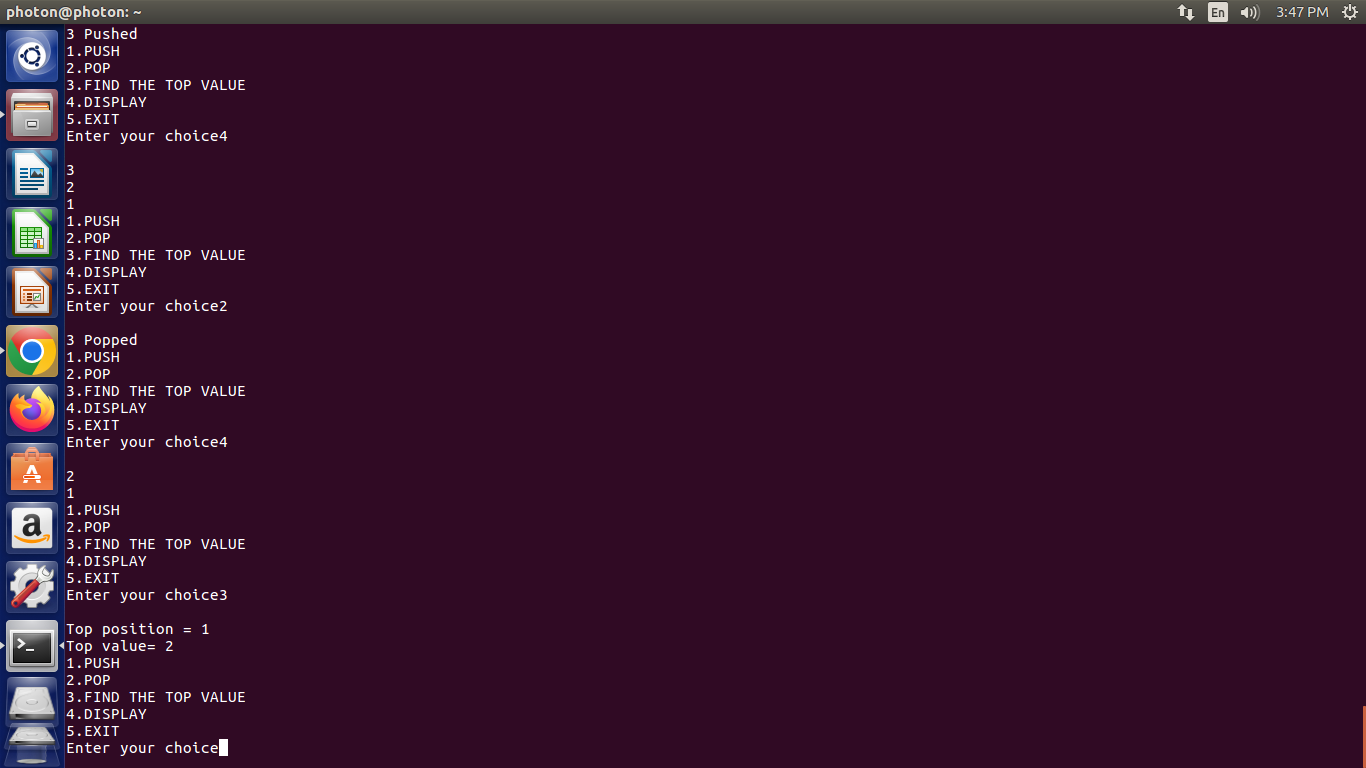 photon@photon: ~
En
3:47 PM
3 Pushed
1.PUSH
2.POP
3.FIND THE TOP VALUE
4.DISPLAY
5.EXIT
Enter your choice4
3
2
1
1.PUSH
2.POP
3.FIND THE TOP VALUE
4.DISPLAY
5.EXIT
Enter your choice2
3 Popped
1.PUSH
2.POP
3.FIND THE TOP VALUE
4.DISPLAY
5.EXIT
Enter your choice4
2
1
1.PUSH
2.POP
3.FIND THE TOP VALUE
4.DISPLAY
5.EXIT
Enter your choice3
Top position = 1
Top value= 2
1.PUSH
2.POP
3.FIND THE TOP VALUE
4.DISPLAY
5.EXIT
Enter your choice